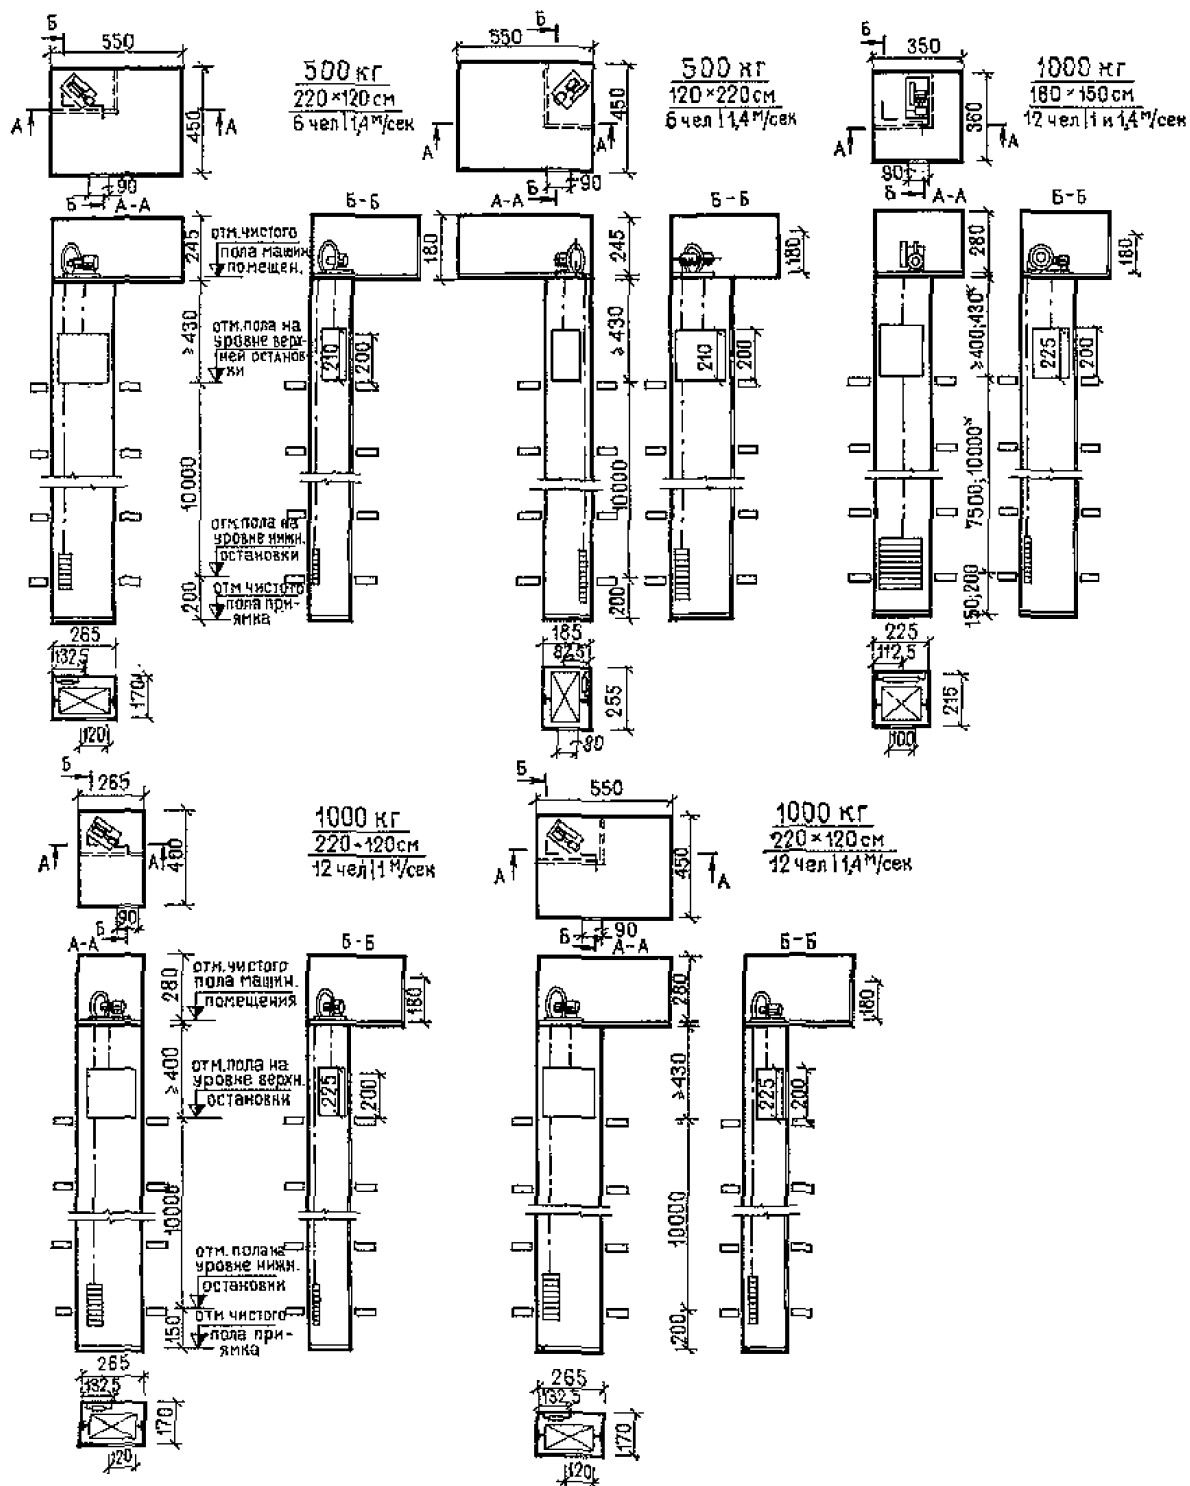 Б
550
500 кг
220×120 см
6 чел | 1,4 м/сек
А
А
450
90
Б
А-А
Б-Б
245
отм. чистого
пола машин.
помещен.
≥430
отм. пола на
уровне верх-
ней останов-
ки
210
200
10000
отм. пола на
уровне нижн.
остановки
200
отм чистого
пола при-
ямка
265
132,5
170
120
Б
550
500 кг
120×220 см
6 чел | 1,4 м/сек
А
А
450
90
Б
А-А
Б-Б
180
245
180
≥430
210
200
10000
200
185
82,5
255
80
Б
350
1000 кг
180×150 см
12 чел | 1 и 1,4 м/сек
А
А
360
90
Б
А-А
Б-Б
280
180
≥400;430*
225
200
7500;10000*
150;200
225
112,5
215
100
Б
265
1000 кг
220-120 см
12 чел | 1 м/сек
А
А
400
90
Б
А-А
Б-Б
280
отм. чистого
пола машин.
помещения
180
≥400
отм. пола на
уровне верхн.
остановки
225
200
10000
отм. пола на
уровне нижн.
остановки
150
отм чистого
пола при-
ямка
265
132,5
170
120
Б
550
1000 кг
220×120 см
12 чел | 1,4 м/сек
А
А
450
90
Б
А-А
Б-Б
280
180
≥430
225
200
10000
200
265
132,5
170
120